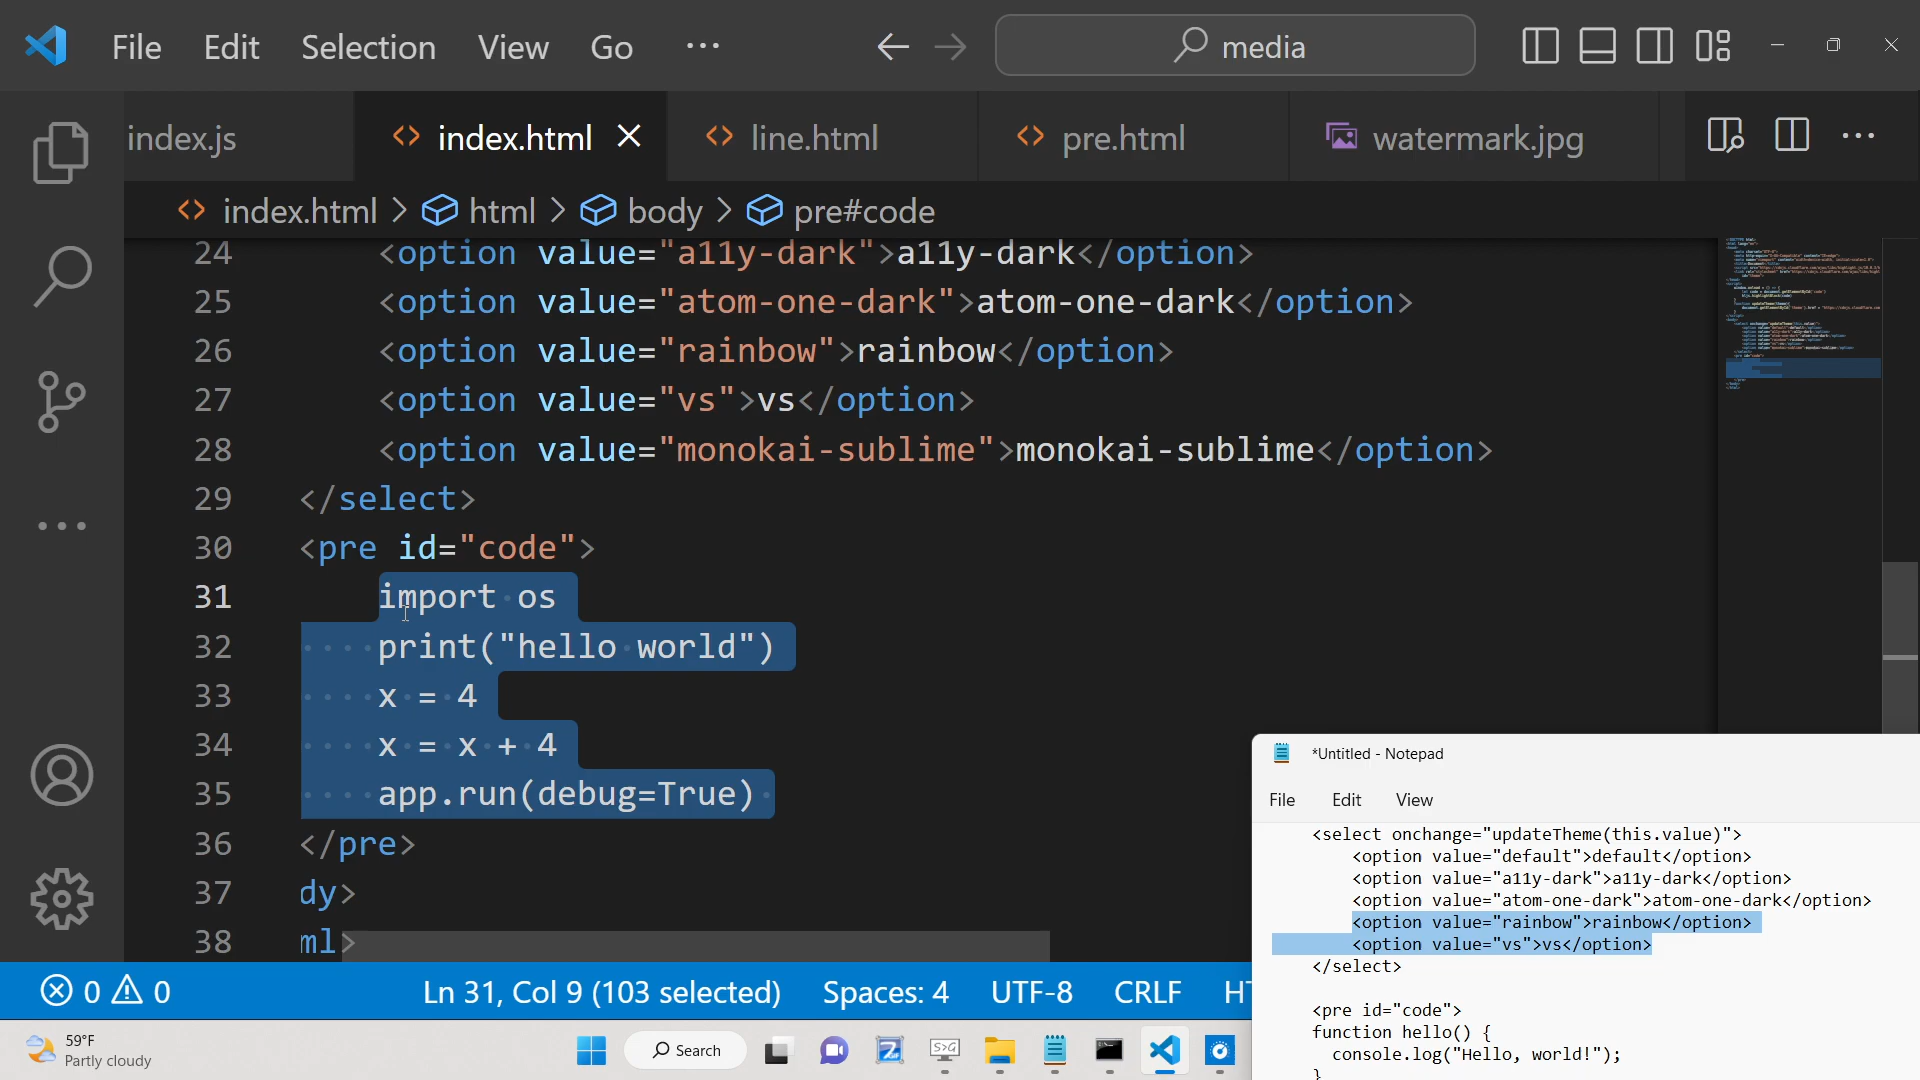 File Edit Selection View Go ··· media
index.js index.html line.html pre.html watermark.jpg ···
index.html > html > body > pre#code
24 <option value="a11y-dark">a11y-dark</option>
25 <option value="atom-one-dark">atom-one-dark</option>
26 <option value="rainbow">rainbow</option>
27 <option value="vs">vs</option>
28 <option value="monokai-sublime">monokai-sublime</option>
29 </select>
30 <pre id="code">
31 import os
32 print("hello world")
33 x = 4
34 x = x + 4
35 app.run(debug=True)
36 </pre>
37 dy>
38 ml>
0 0 Ln 31, Col 9 (103 selected) Spaces: 4 UTF-8 CRLF HT
*Untitled - Notepad
File Edit View
<select onchange="updateTheme(this.value)">
<option value="default">default</option>
<option value="a11y-dark">a11y-dark</option>
<option value="atom-one-dark">atom-one-dark</option>
<option value="rainbow">rainbow</option>
<option value="vs">vs</option>
</select>
<pre id="code">
function hello() {
console.log("Hello, world!");
}
59°F
Partly cloudy
Search